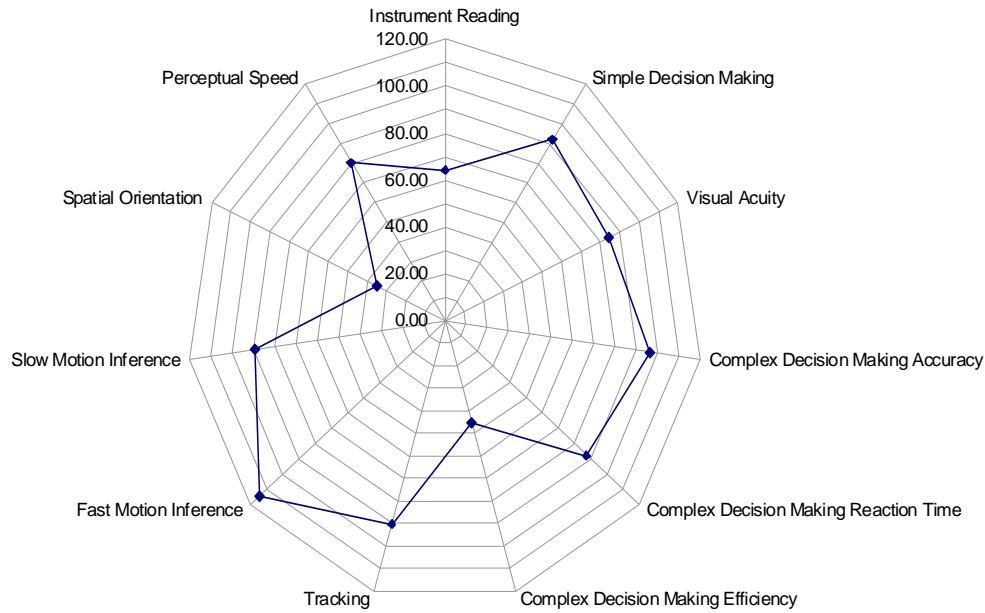 Instrument Reading
120.00
Perceptual Speed
Simple Decision Making
100.00
80.00
Spatial Orientation
60.00
Visual Acuity
40.00
20.00
0.00
Slow Motion Inference
Complex Decision Making Accuracy
Fast Motion Inference
Complex Decision Making Reaction Time
Tracking
Complex Decision Making Efficiency